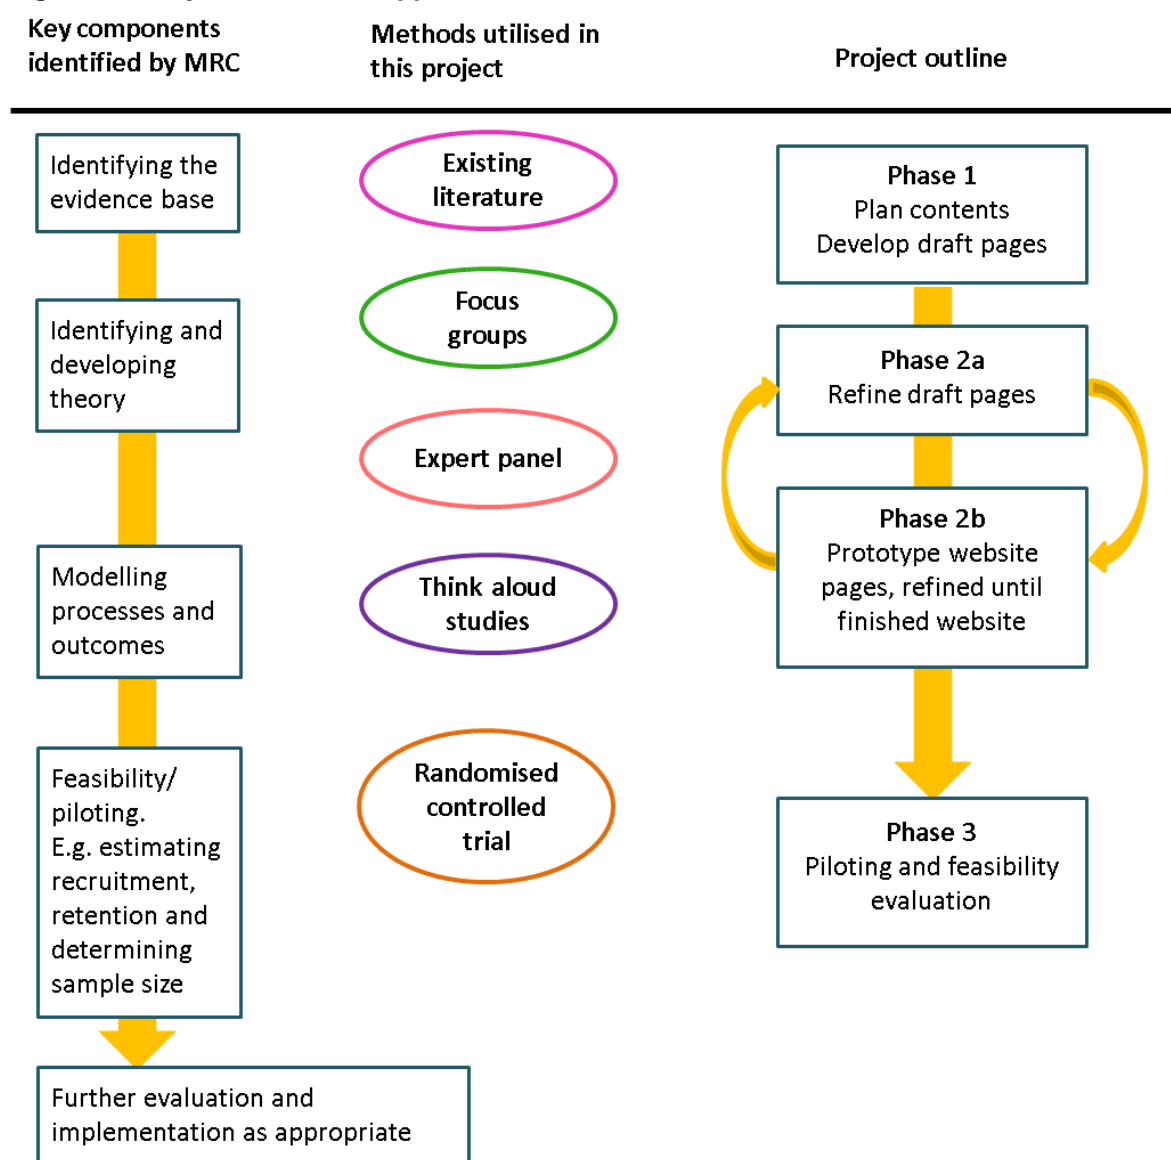 Key components
identified by MRC
Methods utilised in
this project
Project outline
Identifying the
evidence base
Identifying and
developing
theory
Modelling
processes and
outcomes
Feasibility/
piloting.
E.g. estimating
recruitment,
retention and
determining
sample size
Further evaluation and
implementation as appropriate
Existing
literature
Focus
groups
Expert panel
Think aloud
studies
Randomised
controlled
trial
Phase 1
Plan contents
Develop draft pages
Phase 2a
Refine draft pages
Phase 2b
Prototype website
pages, refined until
finished website
Phase 3
Piloting and feasibility
evaluation